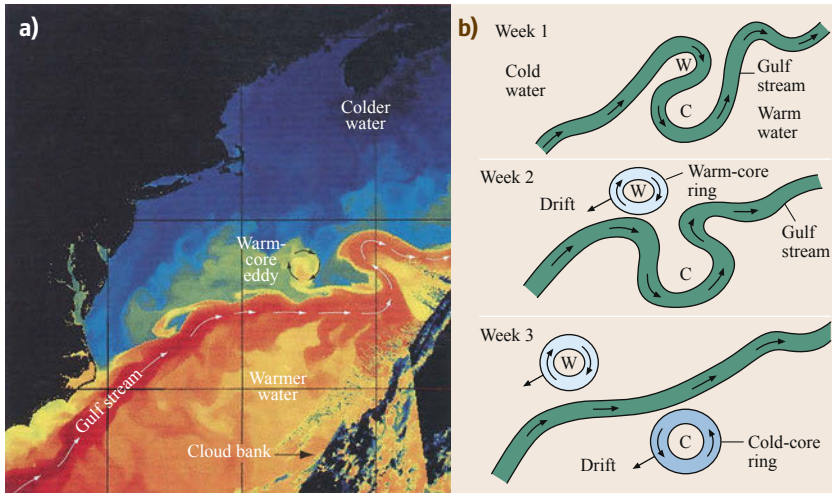 a)
Colder
water
Warm-
core
eddy
Gulf stream
Warmer
water
Cloud bank
b)
Week 1
Cold
water
W
C
Gulf
stream
Warm
water
Week 2
W
Warm-core
ring
Drift
C
Gulf
stream
Week 3
W
C
Drift
Cold-core
ring